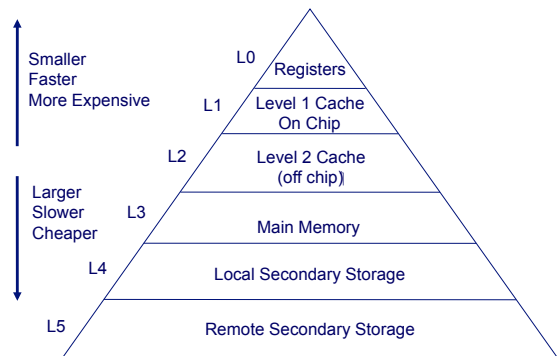 Smaller
Faster
More Expensive
Larger
Slower
Cheaper
L0
Registers
L1
Level 1 Cache
On Chip
L2
Level 2 Cache
(off chip)
L3
Main Memory
L4
Local Secondary Storage
L5
Remote Secondary Storage